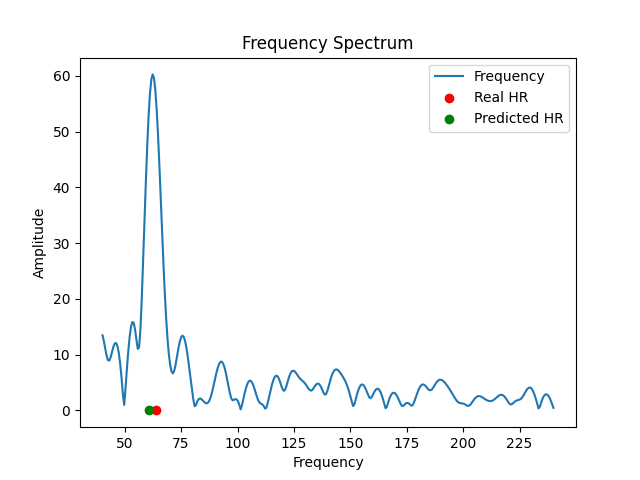 Frequency Spectrum
Frequency
Real HR
Predicted HR
60
50
40
30
20
10
0
Amplitude
50 75 100 125 150 175 200 225
Frequency